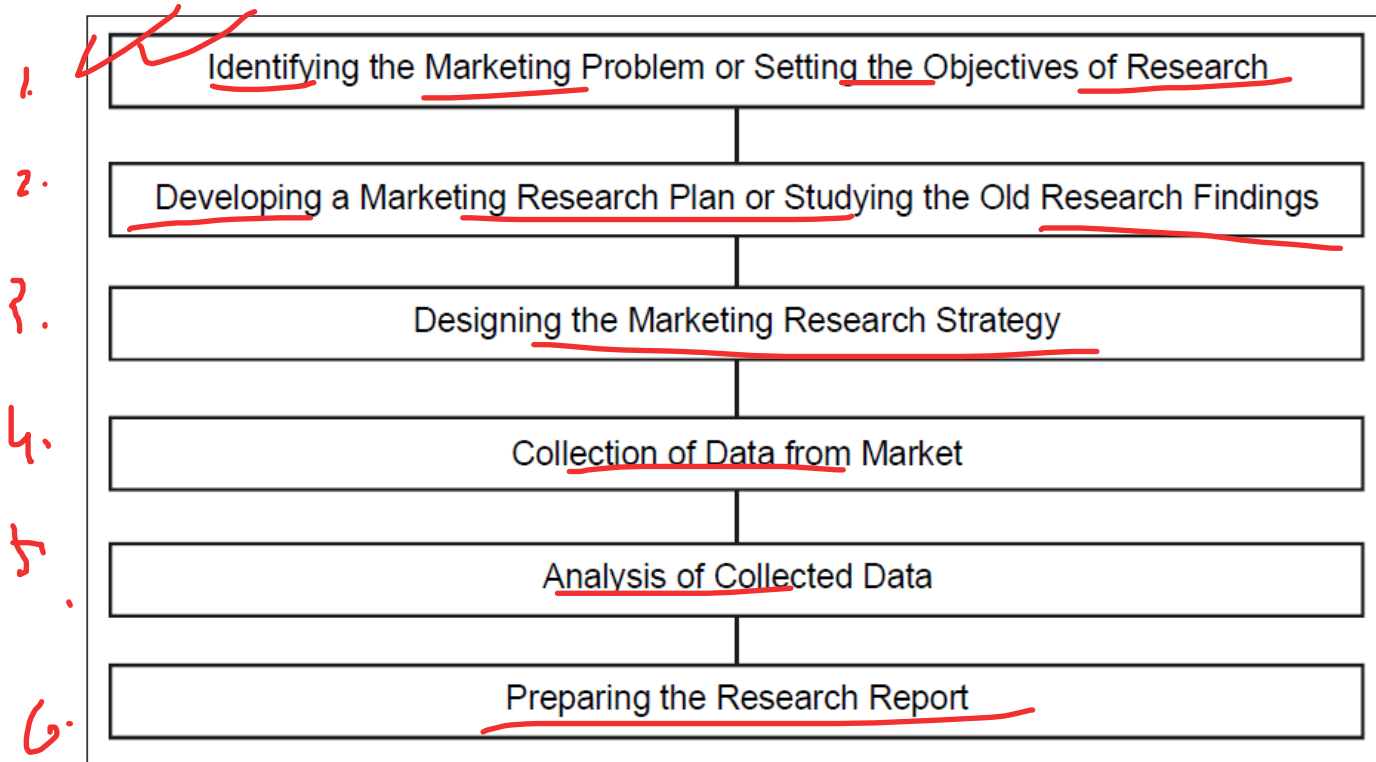 1. Identifying the Marketing Problem or Setting the Objectives of Research
2. Developing a Marketing Research Plan or Studying the Old Research Findings
3. Designing the Marketing Research Strategy
4. Collection of Data from Market
5. Analysis of Collected Data
6. Preparing the Research Report